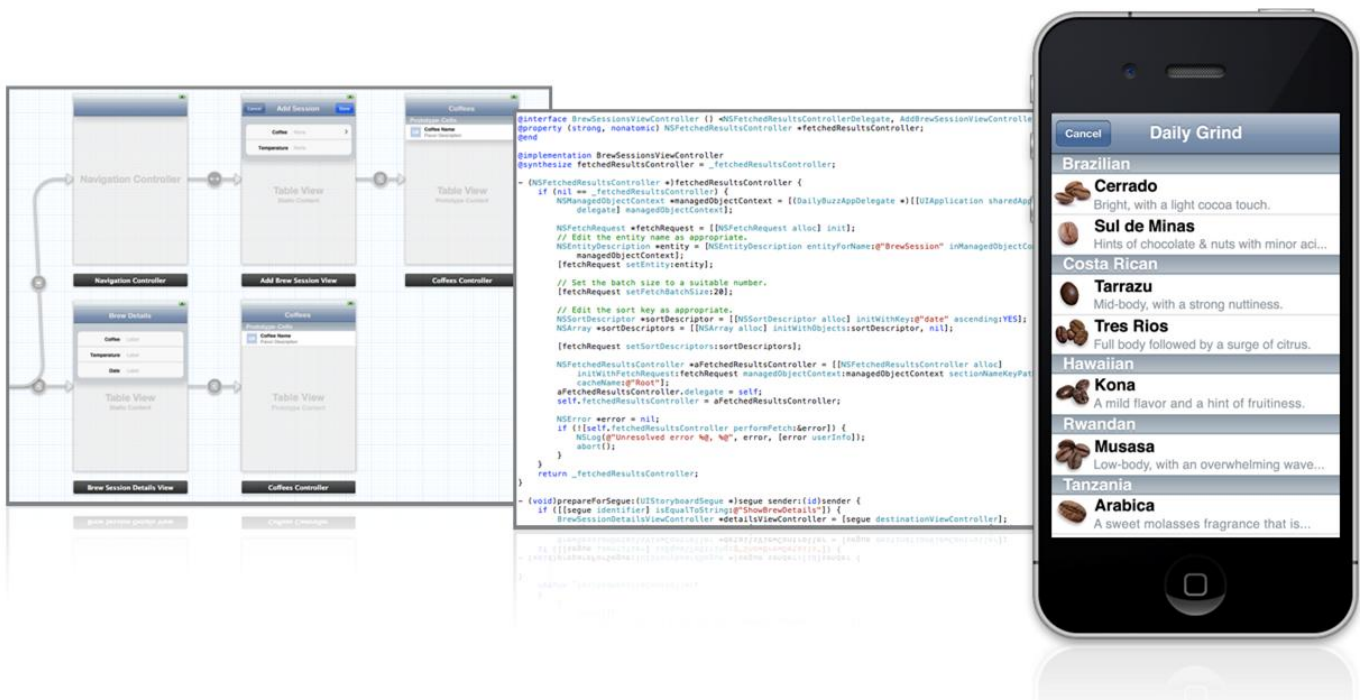 Navigation Controller
Navigation Controller
Cancel Add Session
Coffee
Temperature
Table View
Static Content
Add Brew Session View
Coffees
Prototype Cells
Coffee Name
Flavor Description
Table View
Prototype Content
Coffees Controller
Brew Details
Coffee Label
Temperature Label
Date Label
Table View
Static Content
Brew Session Details View
Coffees
Prototype Cells
Coffee Name
Flavor Description
Table View
Prototype Content
Coffees Controller
@interface BrewSessionsViewController () <NSFetchedResultsControllerDelegate, AddBrewSessionViewControlle
@property (strong, nonatomic) NSFetchedResultsController *fetchedResultsController;
@end
@implementation BrewSessionsViewController
@synthesize fetchedResultsController = _fetchedResultsController;
- (NSFetchedResultsController *)fetchedResultsController {
if (nil == _fetchedResultsController) {
NSManagedObjectContext *managedObjectContext = [(DailyBuzzAppDelegate *)[[UIApplication sharedApp
delegate] managedObjectContext];
NSFetchRequest *fetchRequest = [[NSFetchRequest alloc] init];
// Edit the entity name as appropriate.
NSEntityDescription *entity = [NSEntityDescription entityForName:@"BrewSession" inManagedObjectCo
managedObjectContext];
[fetchRequest setEntity:entity];
// Set the batch size to a suitable number.
[fetchRequest setFetchBatchSize:20];
// Edit the sort key as appropriate.
NSSortDescriptor *sortDescriptor = [[NSSortDescriptor alloc] initWithKey:@"date" ascending:YES];
NSArray *sortDescriptors = [[NSArray alloc] initWithObjects:sortDescriptor, nil];
[fetchRequest setSortDescriptors:sortDescriptors];
NSFetchedResultsController *aFetchedResultsController = [[NSFetchedResultsController alloc]
initWithFetchRequest:fetchRequest managedObjectContext:managedObjectContext sectionNameKeyPat
cacheName:@"Root"];
aFetchedResultsController.delegate = self;
self.fetchedResultsController = aFetchedResultsController;
NSError *error = nil;
if (![self.fetchedResultsController performFetch:&error]) {
NSLog(@"Unresolved error %@, %@", error, [error userInfo]);
abort();
}
}
return _fetchedResultsController;
}
- (void)prepareForSegue:(UIStoryboardSegue *)segue sender:(id)sender {
if ([[segue identifier] isEqualToString:@"ShowBrewDetails"]) {
BrewSessionDetailsViewController *detailsViewController = [segue destinationViewController];
Cancel Daily Grind
Brazilian
Cerrado
Bright, with a light cocoa touch.
Sul de Minas
Hints of chocolate & nuts with minor aci...
Costa Rican
Tarrazu
Mid-body, with a strong nuttiness.
Tres Rios
Full body followed by a surge of citrus.
Hawaiian
Kona
A mild flavor and a hint of fruitiness.
Rwandan
Musasa
Low-body, with an overwhelming wave...
Tanzania
Arabica
A sweet molasses fragrance that is...